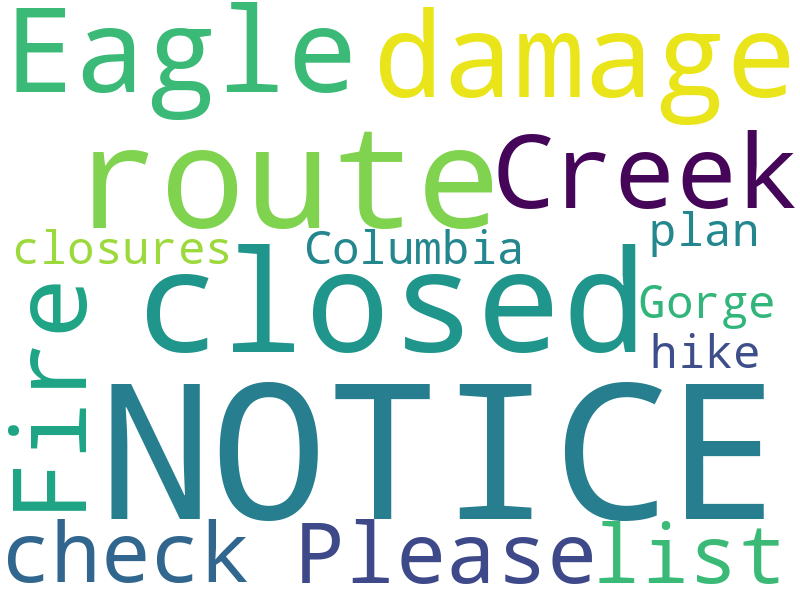 Eagle damage
route Creek
closures Columbia plan
closed Gorge
hike
Fire NOTICE
check Please list